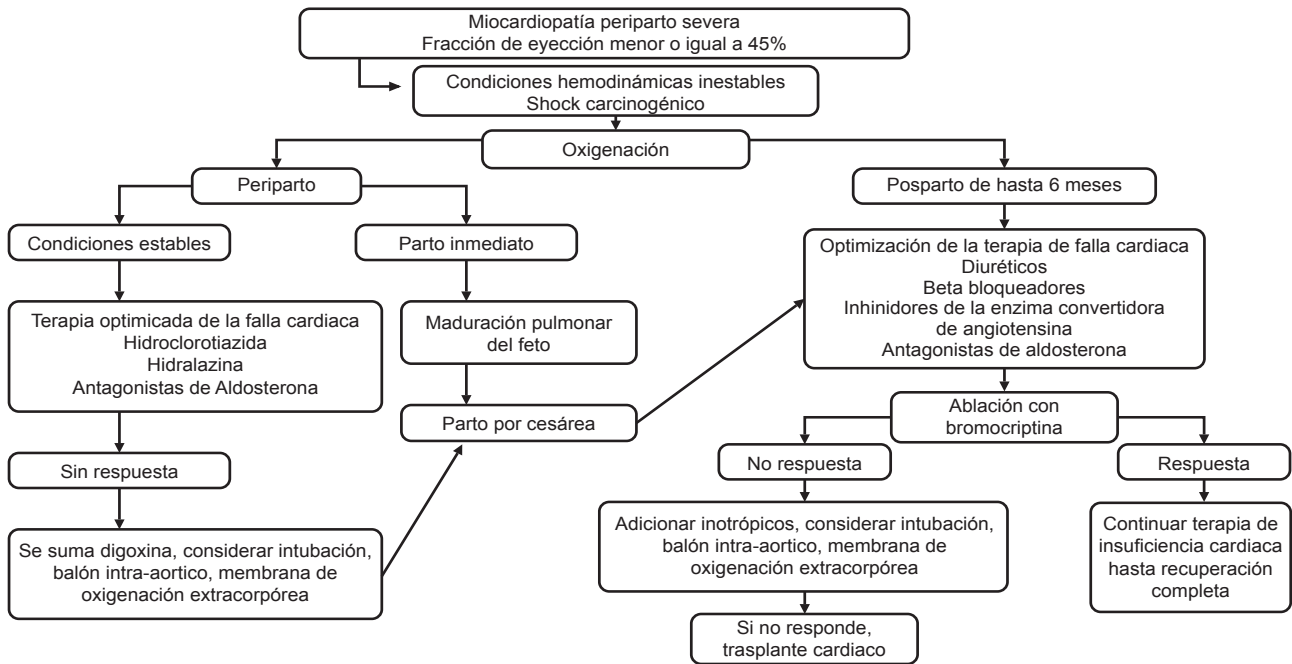 Miocardiopatía periparto severa
Fracción de eyección menor o igual a 45%
Condiciones hemodinámicas inestables
Shock carcinogénico
Oxigenación
Periparto
Posparto de hasta 6 meses
Condiciones estables
Parto inmediato
Optimización de la terapia de falla cardiaca
Diuréticos
Beta bloqueadores
Inhinidores de la enzima convertidora
de angiotensina
Antagonistas de aldosterona
Terapia optimicada de la falla cardiaca
Hidroclorotiazida
Hidralazina
Antagonistas de Aldosterona
Maduración pulmonar
del feto
Parto por cesárea
Ablación con
bromocriptina
Sin respuesta
No respuesta
Respuesta
Se suma digoxina, considerar intubación,
balón intra-aortico, membrana de
oxigenación extracorpórea
Adicionar inotrópicos, considerar intubación,
balón intra-aortico, membrana de
oxigenación extracorpórea
Continuar terapia de
insuficiencia cardiaca
hasta recuperación
completa
Si no responde,
trasplante cardiaco